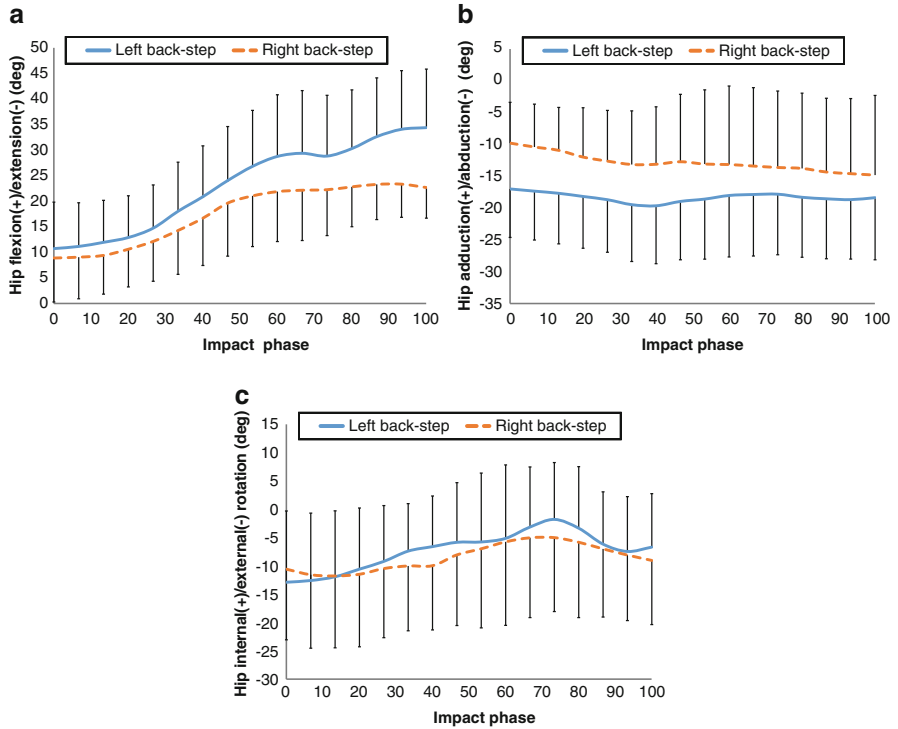 a
Left back-step Right back-step
Hip flexion(+)/extension(-) (deg)
50
45
40
35
30
25
20
15
10
5
0
0 10 20 30 40 50 60 70 80 90 100
Impact phase
b
Left back-step Right back-step
Hip adduction(+)/abduction(-) (deg)
5
0
-5
-10
-15
-20
-25
-30
-35
0 10 20 30 40 50 60 70 80 90 100
Impact phase
c
Left back-step Right back-step
Hip internal(+)/external(-) rotation (deg)
15
10
5
0
-5
-10
-15
-20
-25
-30
0 10 20 30 40 50 60 70 80 90 100
Impact phase